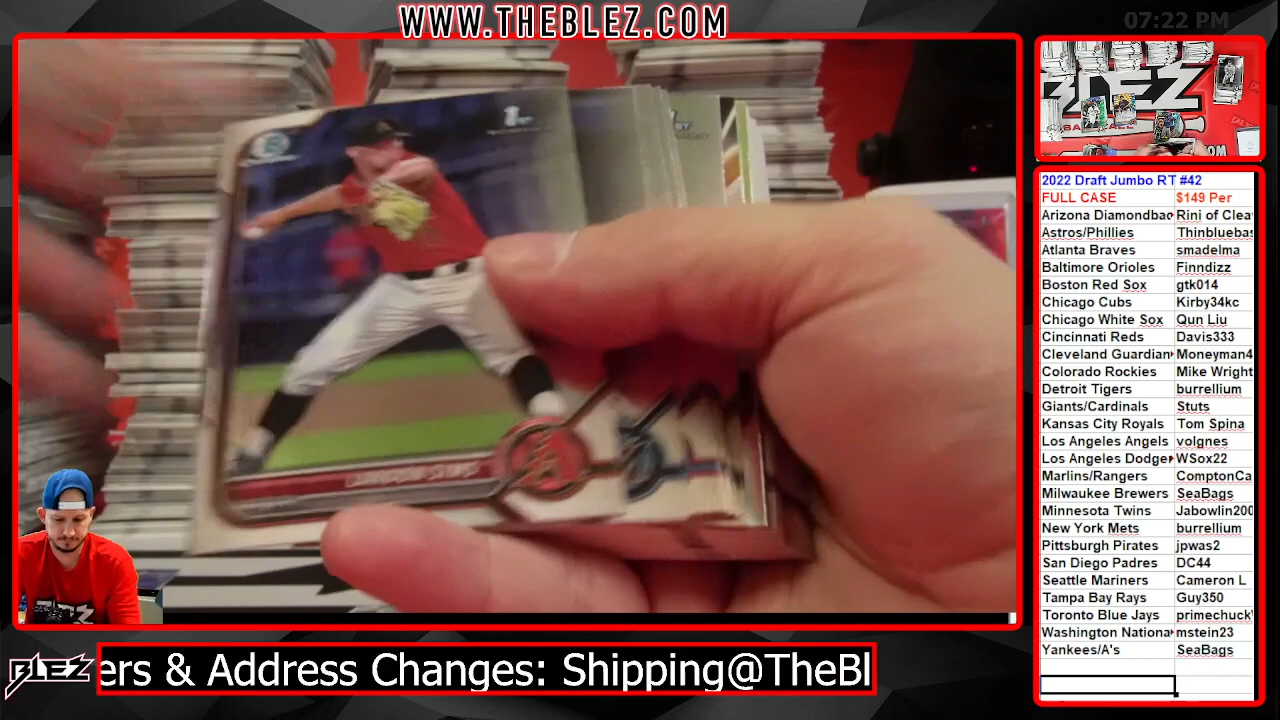 WWW.THEBLEZ.COM
07:22 PM
BLEZ
2022 Draft Jumbo RT #42
FULL CASE $149 Per
Arizona Diamondba Rini of Clea
Astros/Phillies Thinbluebas
Atlanta Braves smadelma
Baltimore Orioles Finndizz
Boston Red Sox gtk014
Chicago Cubs Kirby34kc
Chicago White Sox Qun Liu
Cincinnati Reds Davis333
Cleveland Guardian Moneyman4
Colorado Rockies Mike Wright
Detroit Tigers burrellium
Giants/Cardinals Stuts
Kansas City Royals Tom Spina
Los Angeles Angels volgnes
Los Angeles Dodger WSox22
Marlins/Rangers ComptonCa
Milwaukee Brewers SeaBags
Minnesota Twins Jabowlin200
New York Mets burrellium
Pittsburgh Pirates jpwas2
San Diego Padres DC44
Seattle Mariners Cameron L
Tampa Bay Rays Guy350
Toronto Blue Jays primechuck
Washington Nationa mstein23
Yankees/A's SeaBags
BLEZ
ers & Address Changes: Shipping@TheBl